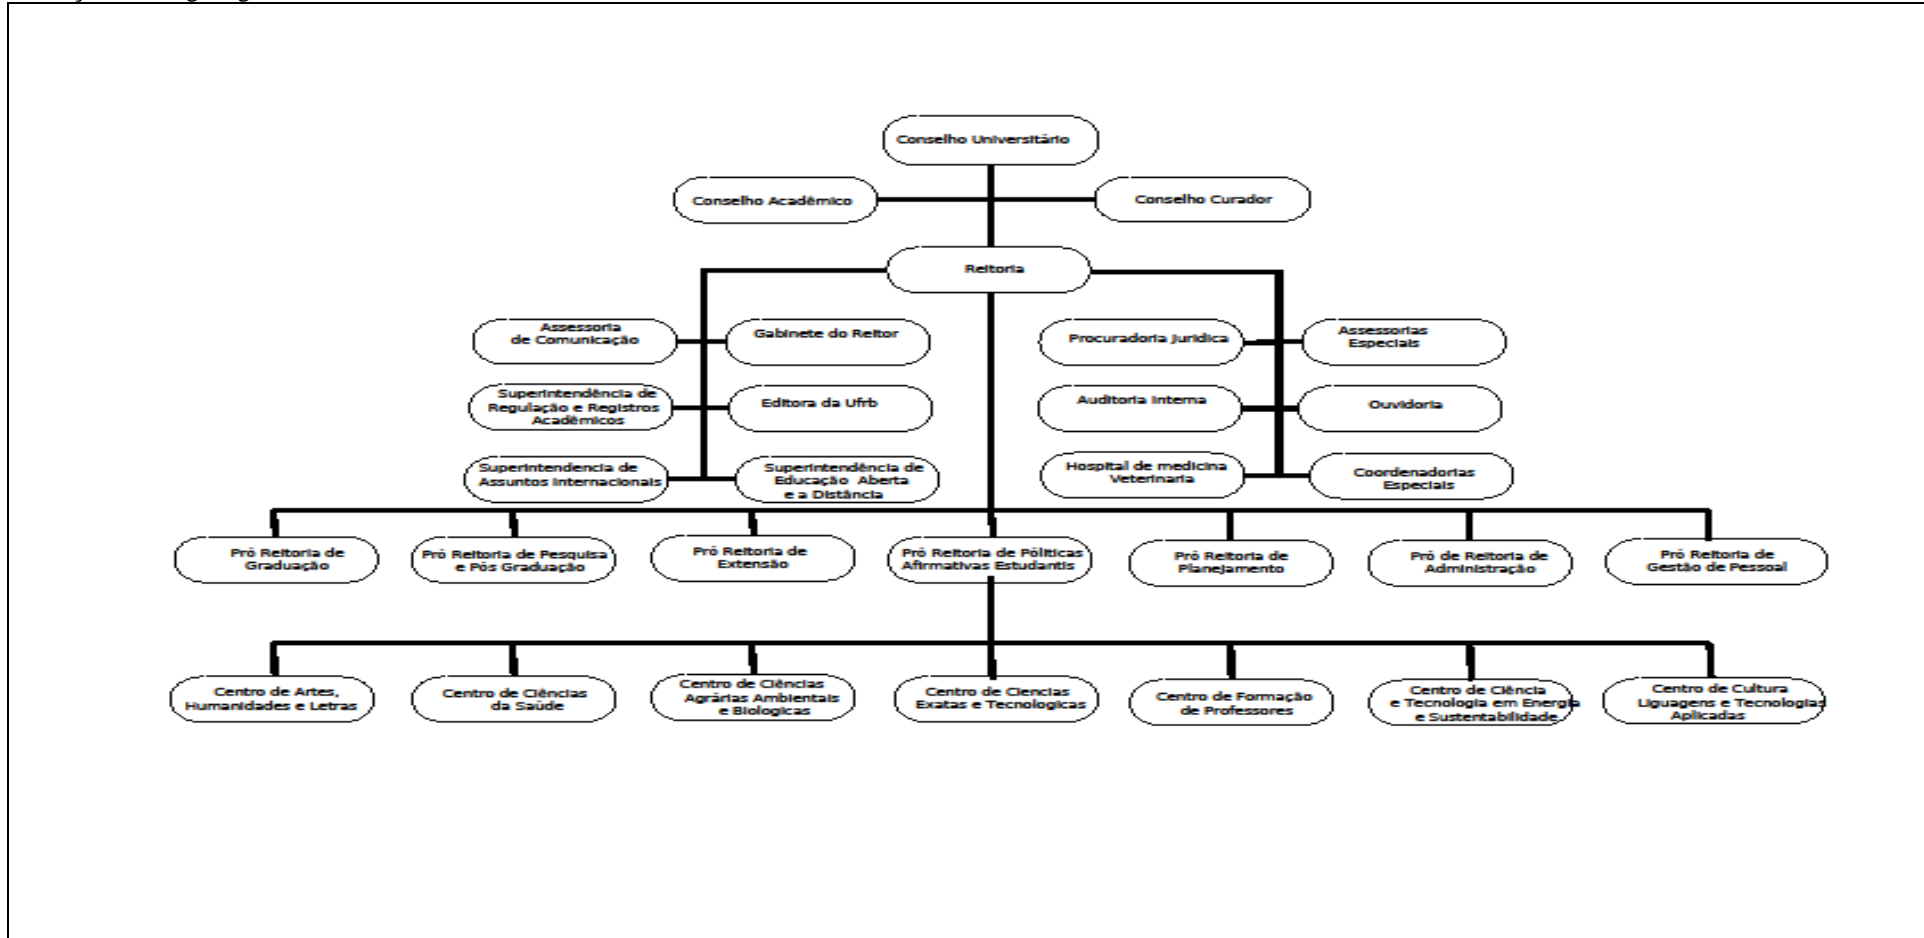 Conselho Universitário
Conselho Acadêmico
Conselho Curador
Reitoria
Assessoria
de Comunicação
Gabinete do Reitor
Procuradoria Juridica
Assessorias
Especiais
Superintendência de
Regulação e Registros
Acadêmicos
Editora da Ufrb
Auditoria Interna
Ouvidoria
Superintendencia de
Assuntos Internacionais
Superintendência de
Educação Aberta
e a Distância
Hospital de medicina
Veterinaria
Coordenadorias
Especiais
Pró Reitoria de
Graduação
Pró Reitoria de Pesquisa
e Pós Graduação
Pró Reitoria de
Extensão
Pró Reitoria de Póliticas
Afirmativas Estudantis
Pró Reitoria de
Planejamento
Pró de Reitoria de
Administração
Pró Reitoria de
Gestão de Pessoal
Centro de Artes,
Humanidades e Letras
Centro de Ciências
da Saúde
Centro de Ciências
Agrárias Ambientais
e Biologicas
Centro de Ciencias
Exatas e Tecnologicas
Centro de Formação
de Professores
Centro de Ciência
e Tecnologia em Energia
e Sustentabilidade
Centro de Cultura
Liguagens e Tecnologias
Aplicadas